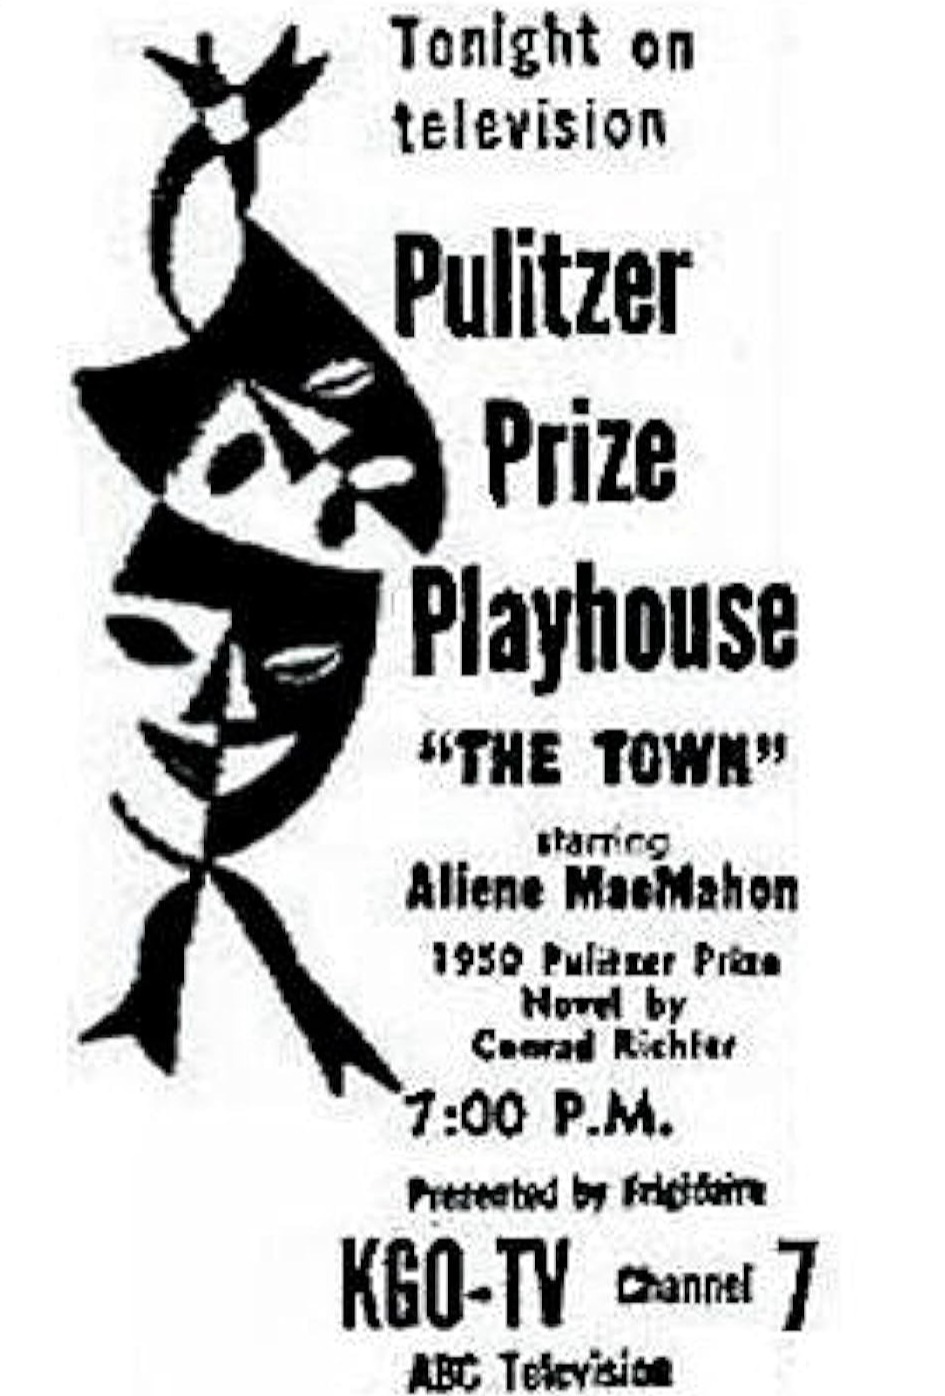 Tonight on
television
Pulitzer
Prize
Playhouse
“THE TOWN”
starring
Aliene MacMahon
1950 Pulitzer Prize
Novel by
Conrad Richter
7:00 P.M.
Presented by Frigidaire
KGO-TV Channel 7
ABC Television